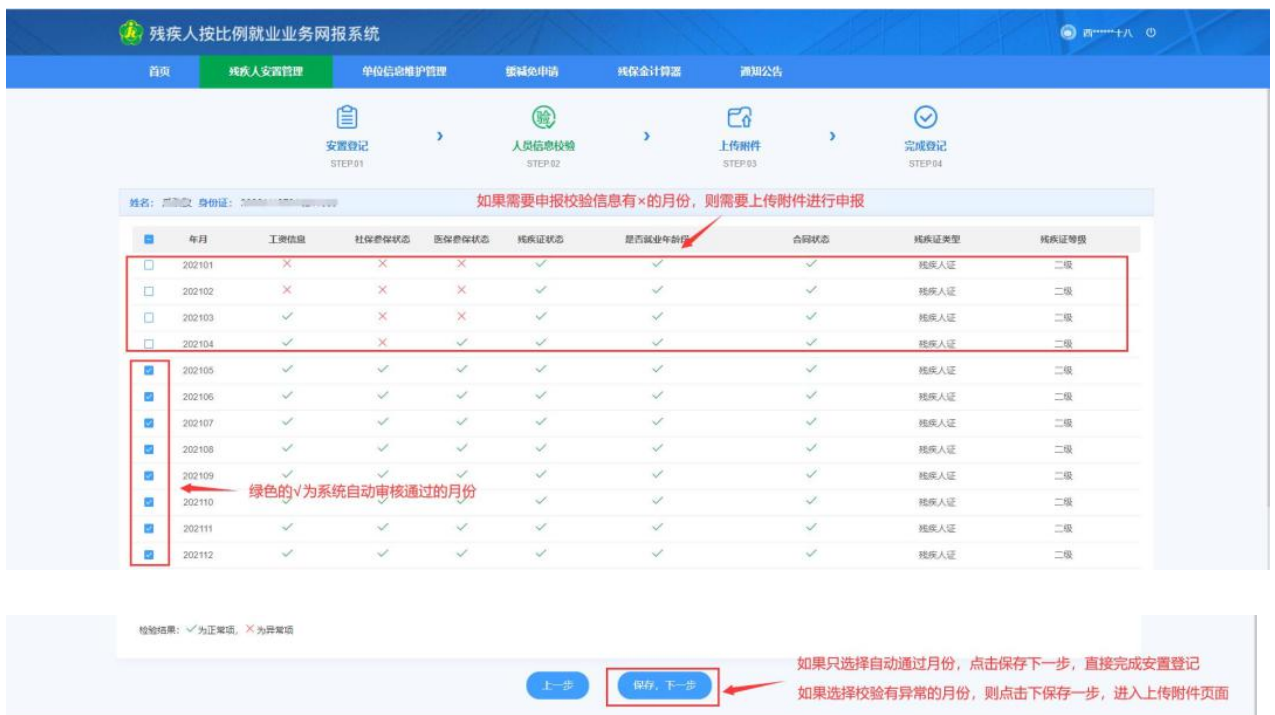 残疾人按比例就业业务网报系统
四******十八
首页 残疾人安置管理 单位信息维护管理 缓减免申请 残保金计算器 通知公告
安置登记 人员信息校验 上传附件 完成登记
STEP.01 STEP.02 STEP.03 STEP.04
姓名： 身份证：
如果需要申报校验信息有×的月份，则需要上传附件进行申报
年月 工资信息 社保参保状态 医保参保状态 残疾证状态 是否就业年龄段 合同状态 残疾证类型 残疾证等级
202101 × × × ✓ ✓ ✓ 残疾人证 二级
202102 × × × ✓ ✓ ✓ 残疾人证 二级
202103 ✓ × × ✓ ✓ ✓ 残疾人证 二级
202104 ✓ × ✓ ✓ ✓ ✓ 残疾人证 二级
202105 ✓ ✓ ✓ ✓ ✓ ✓ 残疾人证 二级
202106 ✓ ✓ ✓ ✓ ✓ ✓ 残疾人证 二级
202107 ✓ ✓ ✓ ✓ ✓ ✓ 残疾人证 二级
202108 ✓ ✓ ✓ ✓ ✓ ✓ 残疾人证 二级
202109 ✓ ✓ ✓ ✓ ✓ ✓ 残疾人证 二级
绿色的√为系统自动审核通过的月份
202110 ✓ ✓ ✓ ✓ ✓ ✓ 残疾人证 二级
202111 ✓ ✓ ✓ ✓ ✓ ✓ 残疾人证 二级
202112 ✓ ✓ ✓ ✓ ✓ ✓ 残疾人证 二级
检验结果：✓为正常项，×为异常项
上一步 保存，下一步
如果只选择自动通过月份，点击保存下一步，直接完成安置登记
如果选择校验有异常的月份，则点击下保存一步，进入上传附件页面